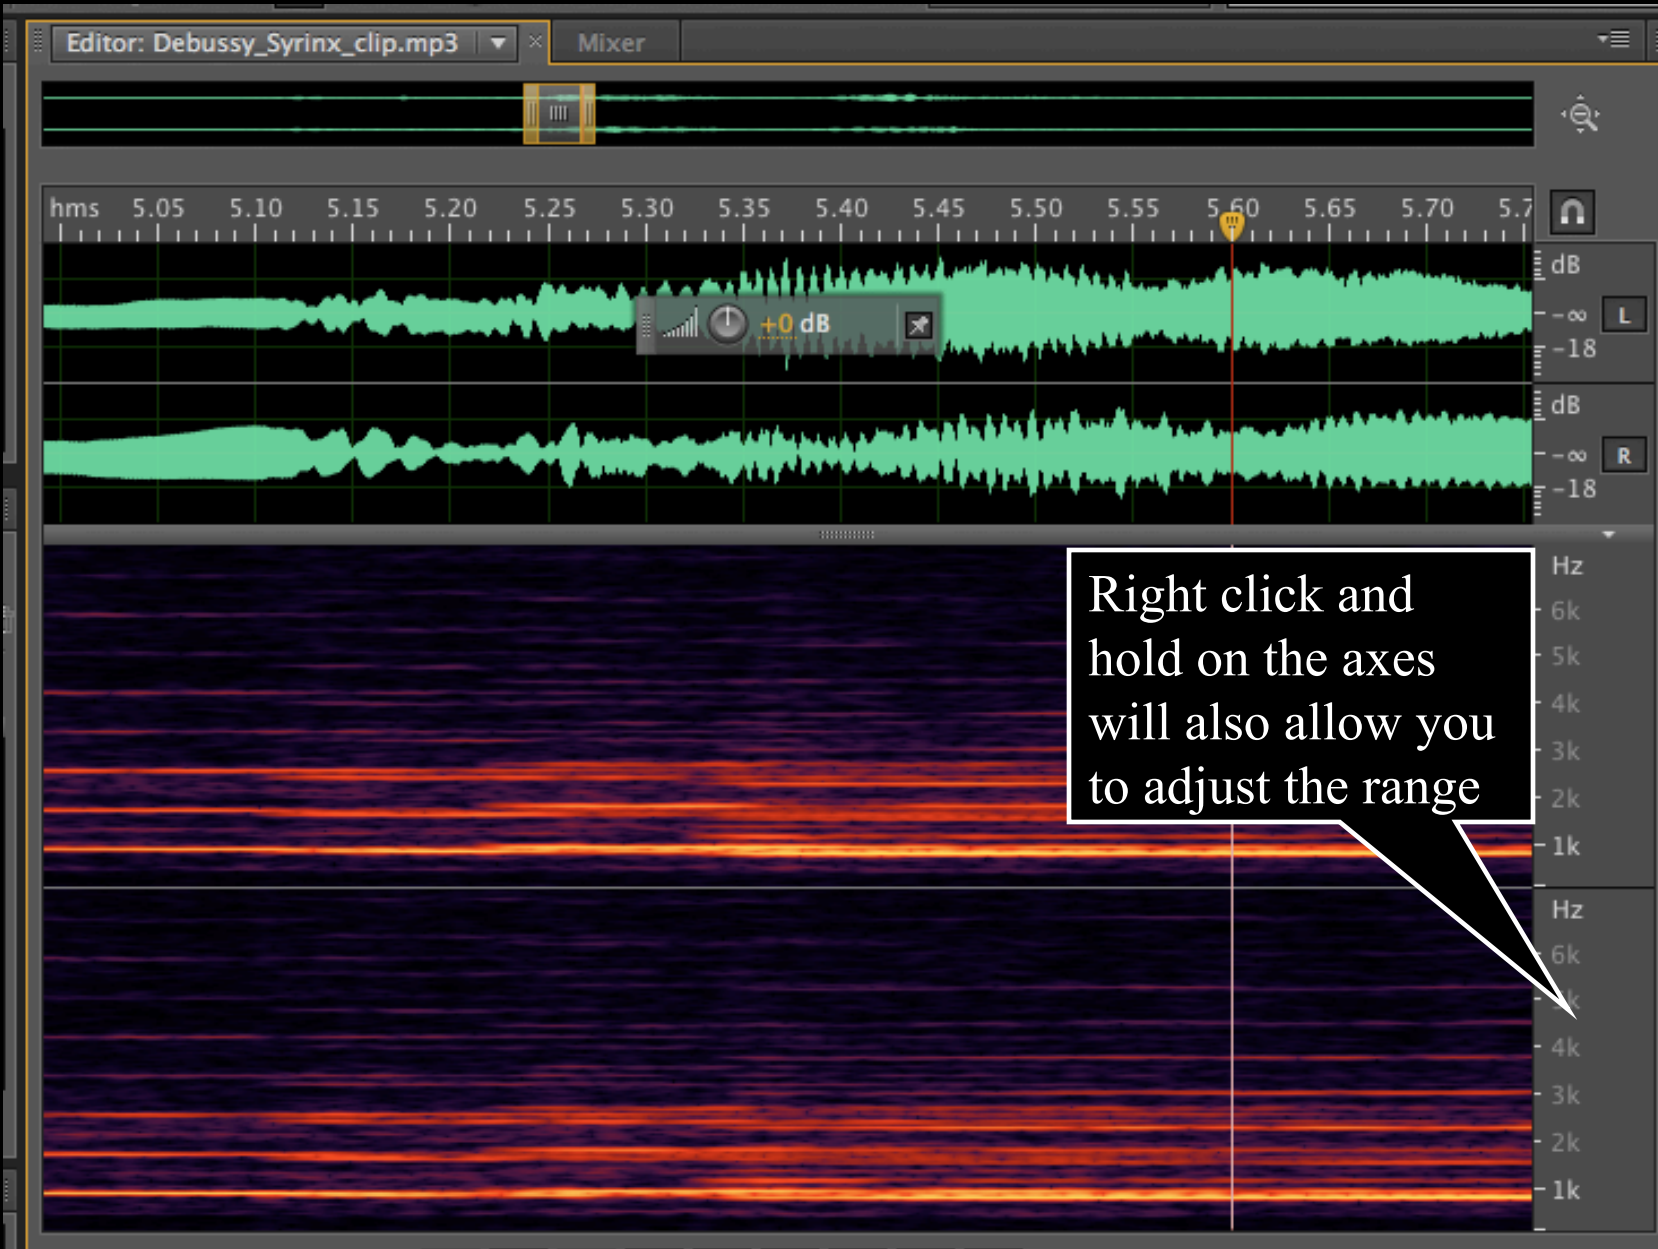 Editor: Debussy_Syrinx_clip.mp3
Mixer
hms 5.05 5.10 5.15 5.20 5.25 5.30 5.35 5.40 5.45 5.50 5.55 5.60 5.65 5.70 5.7
dB
-∞ L
-18
+0 dB
dB
-∞ R
-18
Hz
6k
5k
4k
3k
2k
1k
Right click and
hold on the axes
will also allow you
to adjust the range
Hz
6k
4k
3k
2k
1k